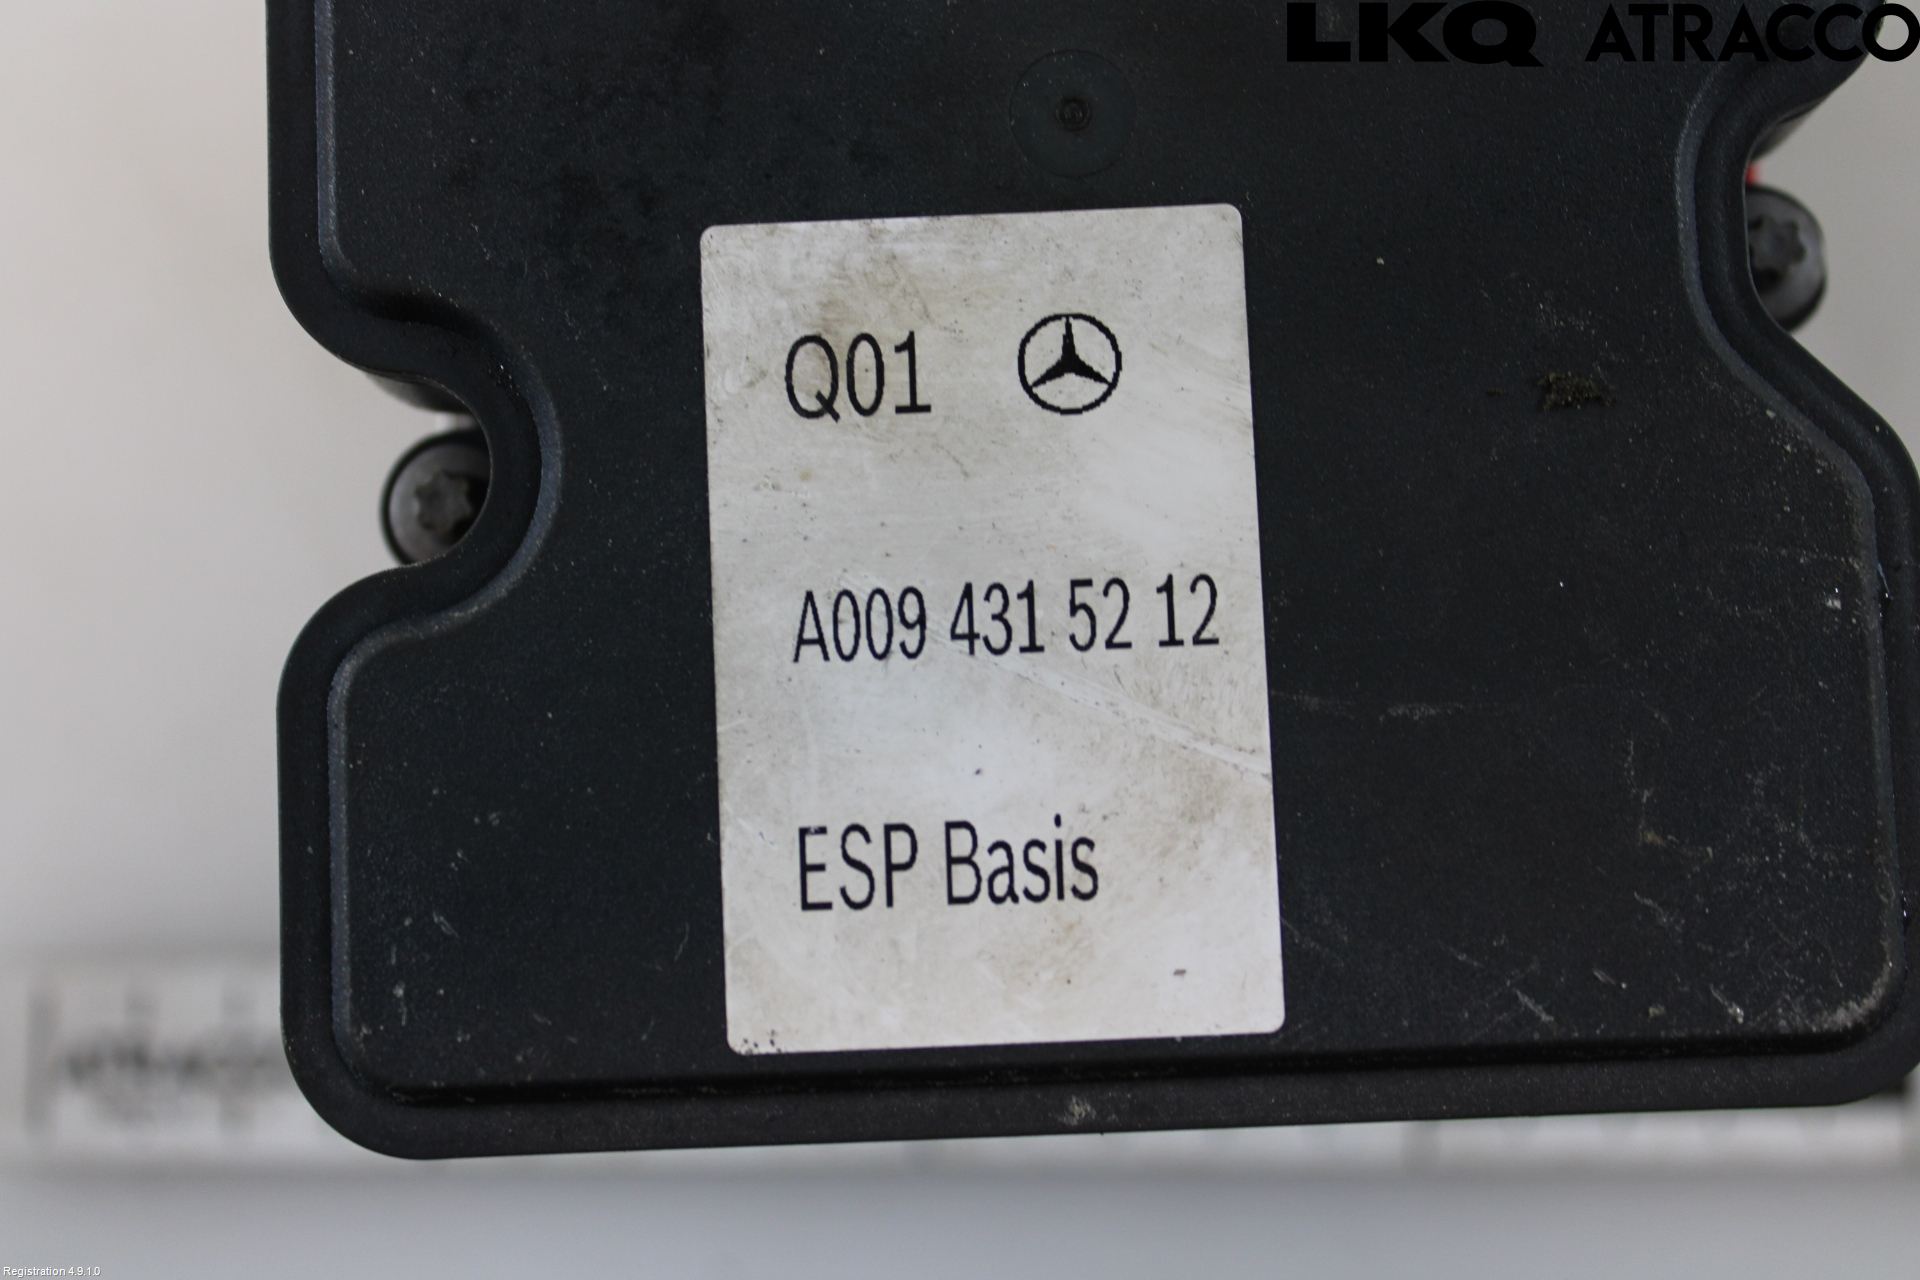 LKQ ATRACCO
Q01
A009 431 52 12
ESP Basis
Registration 4.9.1.0